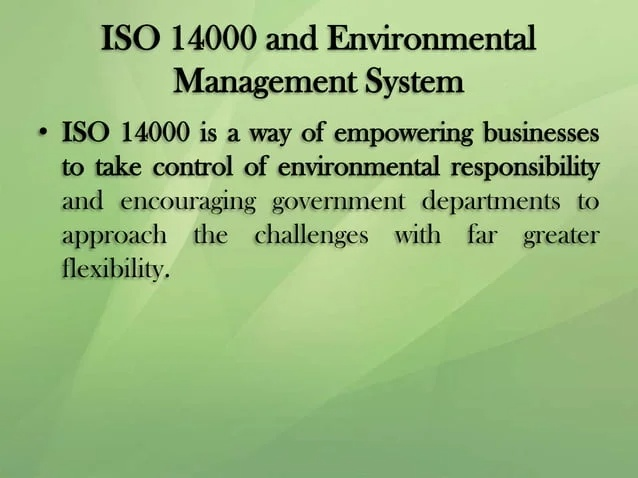 ISO 14000 and Environmental
Management System
• ISO 14000 is a way of empowering businesses
to take control of environmental responsibility
and encouraging government departments to
approach the challenges with far greater
flexibility.